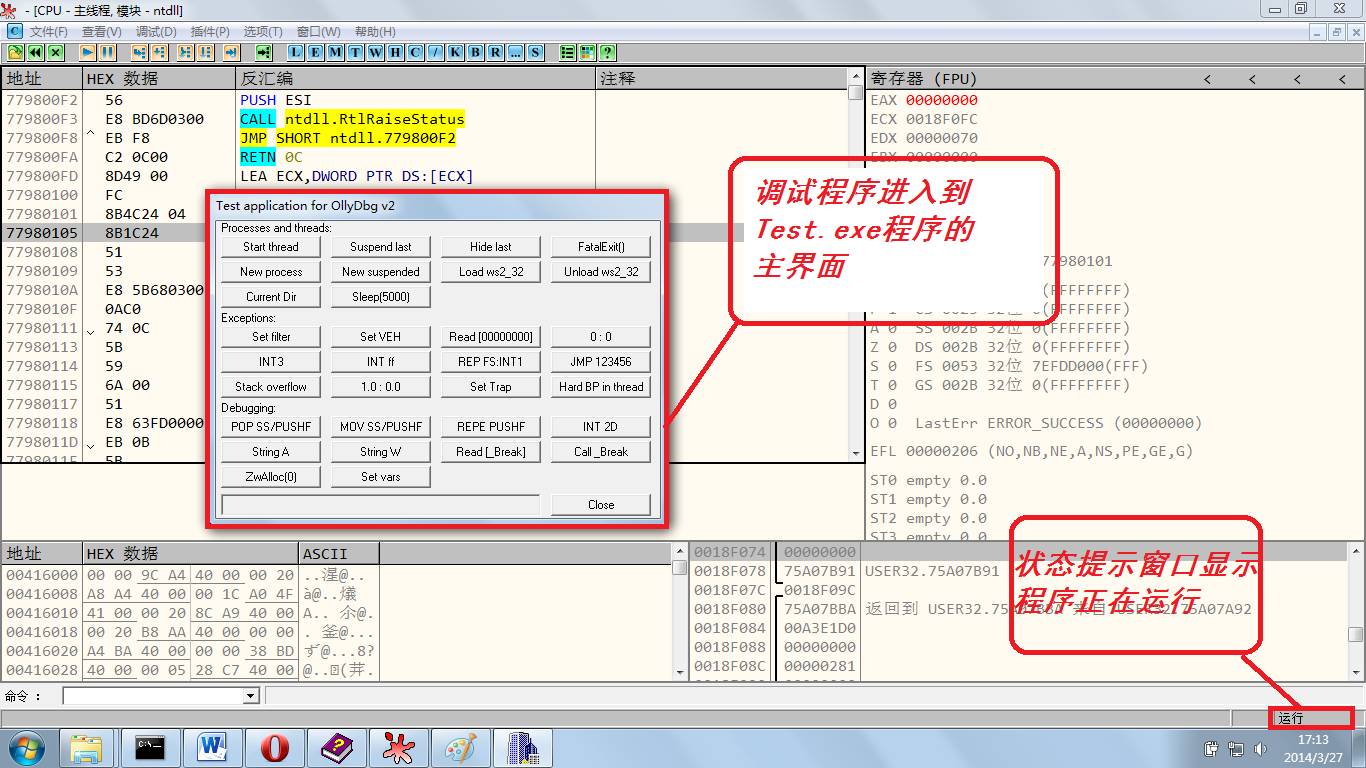 - [CPU - 主线程, 模块 - ntdll]
C 文件(F) 查看(V) 调试(D) 插件(P) 选项(T) 窗口(W) 帮助(H)
L E M T W H C / K B R ... S ?
地址 HEX 数据 反汇编 注释
779800F2 56 PUSH ESI
779800F3 E8 BD6D0300 CALL ntdll.RtlRaiseStatus
779800F8 ^ EB F8 JMP SHORT ntdll.779800F2
779800FA C2 0C00 RETN 0C
779800FD 8D49 00 LEA ECX,DWORD PTR DS:[ECX]
77980100 FC
77980101 8B4C24 04
77980105 8B1C24
77980108 51
77980109 53
7798010A E8 5B680300
7798010F 0AC0
77980111 74 0C
77980113 5B
77980114 59
77980115 6A 00
77980117 51
77980118 E8 63FD0000
7798011D EB 0B
7798011F 5B
Test application for OllyDbg v2
Processes and threads:
Start thread Suspend last Hide last FatalExit()
New process New suspended Load ws2_32 Unload ws2_32
Current Dir Sleep(5000)
Exceptions:
Set filter Set VEH Read [00000000] 0 : 0
INT3 INT ff REP FS:INT1 JMP 123456
Stack overflow 1.0 : 0.0 Set Trap Hard BP in thread
Debugging:
POP SS/PUSHF MOV SS/PUSHF REPE PUSHF INT 2D
String A String W Read [_Break] Call _Break
ZwAlloc(0) Set vars
Close
调试程序进入到
Test.exe程序的
主界面
寄存器 (FPU) < < < <
EAX 00000000
ECX 0018F0FC
EDX 00000070
EBX 00000000
77980101
(FFFFFFFF)
CS 0023 32位 0(FFFFFFFF)
A 0 SS 002B 32位 0(FFFFFFFF)
Z 0 DS 002B 32位 0(FFFFFFFF)
S 0 FS 0053 32位 7EFDD000(FFF)
T 0 GS 002B 32位 0(FFFFFFFF)
D 0
O 0 LastErr ERROR_SUCCESS (00000000)
EFL 00000206 (NO,NB,NE,A,NS,PE,GE,G)
ST0 empty 0.0
ST1 empty 0.0
ST2 empty 0.0
ST3 empty 0.0
地址 HEX 数据 ASCII
00416000 00 00 9C A4 40 00 00 20
00416008 A8 A4 40 00 00 1C A0 4F
00416010 41 00 00 20 8C A9 40 00
00416018 00 20 B8 AA 40 00 00 00 . 釜@...
00416020 A4 BA 40 00 00 00 38 BD ず@...8?
00416028 40 00 00 05 28 C7 40 00
0018F074 00000000
0018F078 75A07B91 USER32.75A07B91
0018F07C 0018F09C
0018F080 75A07BBA 返回到 USER32.75A07BBA 来自 USER32.75A07A92
0018F084 00A3E1D0
0018F088 00000000
0018F08C 00000281
状态提示窗口显示
程序正在运行
命令 :
运行
17:13
2014/3/27